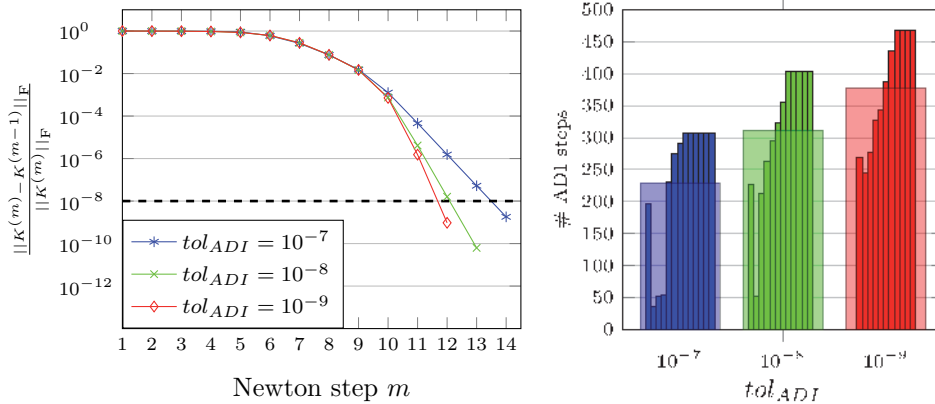 ||K^(m) − K^(m−1)||_F
||K^(m)||_F
10^0
10^−2
10^−4
10^−6
10^−8
10^−10
10^−12
tol_ADI = 10^−7
tol_ADI = 10^−8
tol_ADI = 10^−9
1 2 3 4 5 6 7 8 9 10 11 12 13 14
Newton step m
# ADI steps
500
450
400
350
300
250
200
150
100
50
0
10^−7 10^−8 10^−9
tol_ADI